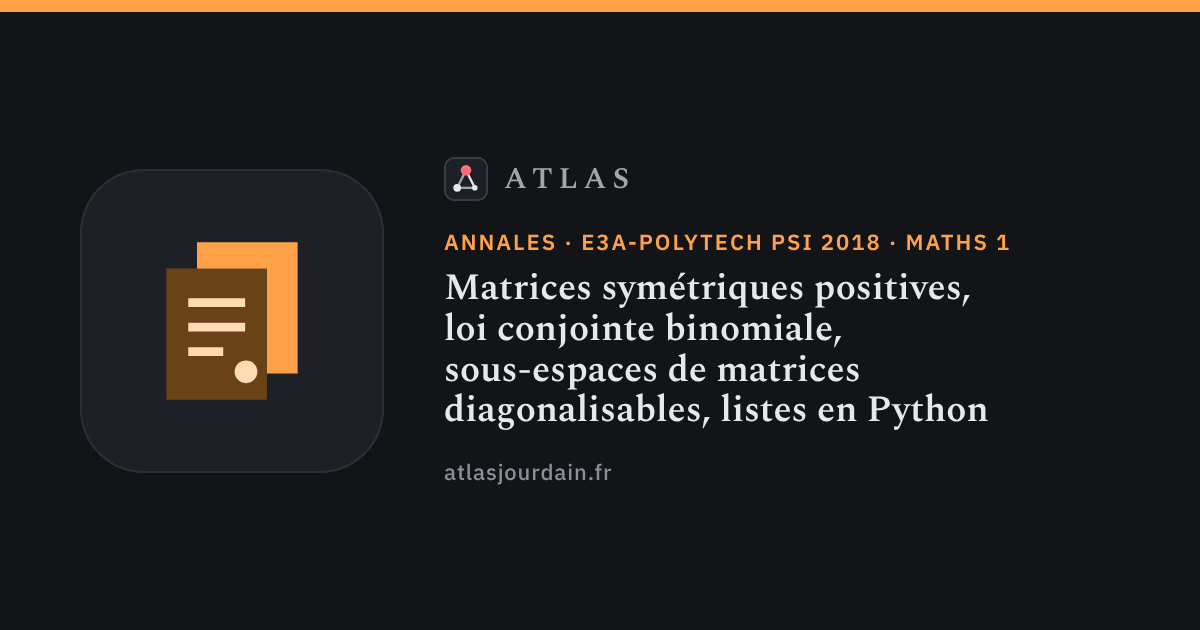 ATLAS
ANNALES · E3A-POLYTECH PSI 2018 · MATHS 1
Matrices symétriques positives,
loi conjointe binomiale,
sous-espaces de matrices
diagonalisables, listes en Python
atlasjourdain.fr